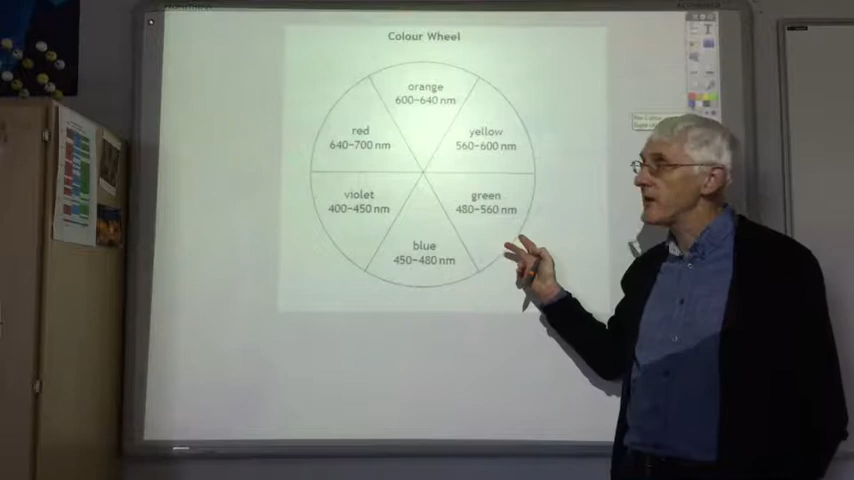 Colour Wheel
orange
600-640 nm
red
640-700 nm
yellow
560-600 nm
violet
400-450 nm
green
480-560 nm
blue
450-480 nm